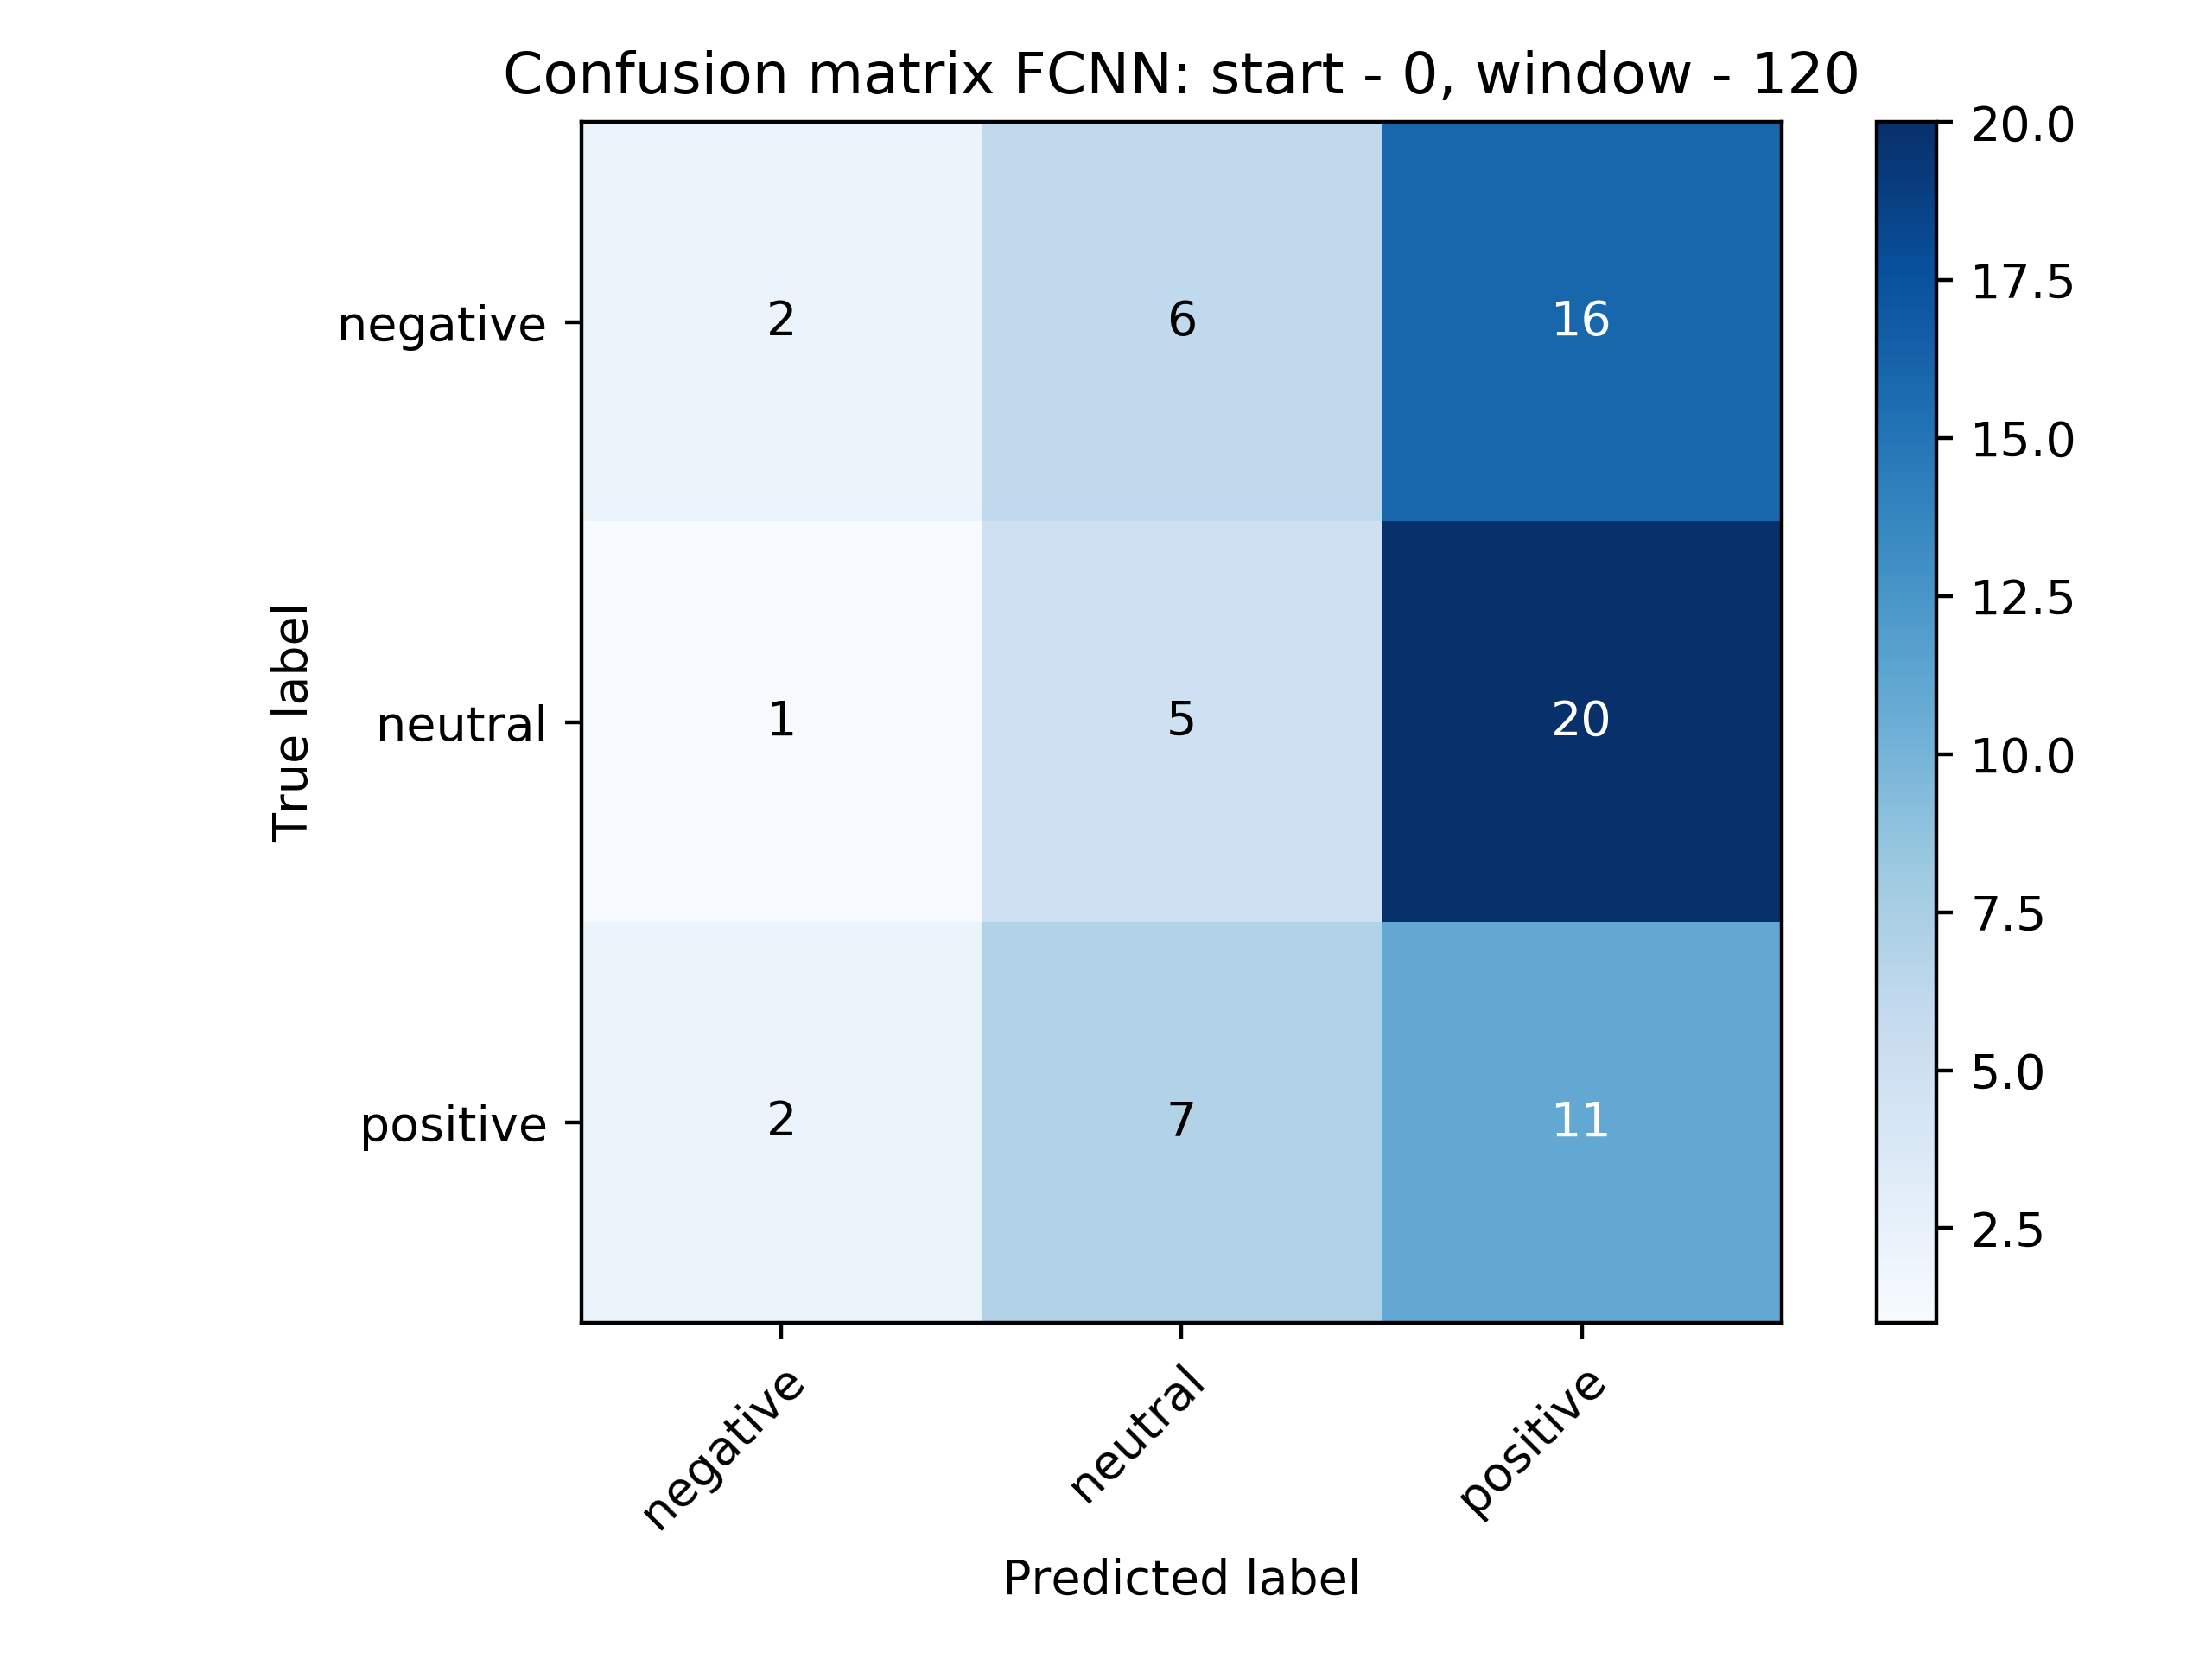 Confusion matrix FCNN: start - 0, window - 120
True label
negative
2 6 16
neutral
1 5 20
positive
2 7 11
negative neutral positive
Predicted label
20.0
17.5
15.0
12.5
10.0
7.5
5.0
2.5